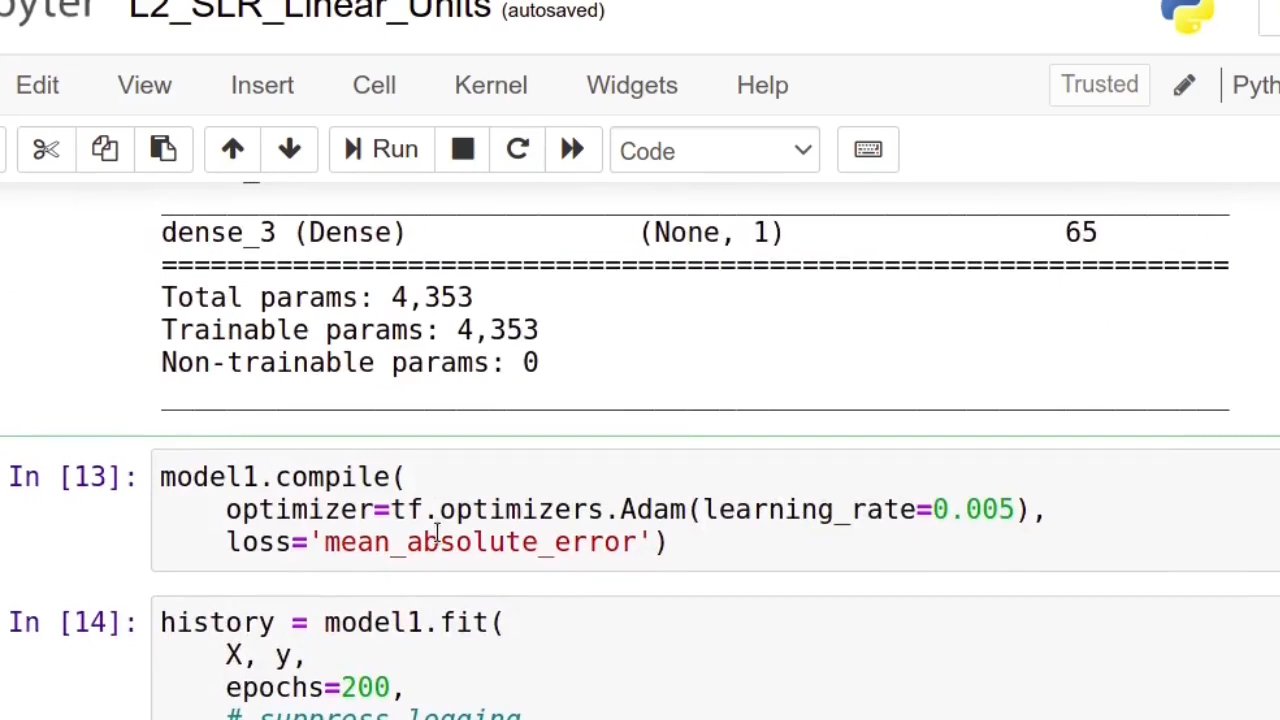 L2_SLR_Linear_Units (autosaved)
Edit View Insert Cell Kernel Widgets Help Trusted
Run Code
dense_3 (Dense) (None, 1) 65
=================================================================
Total params: 4,353
Trainable params: 4,353
Non-trainable params: 0
In [13]: model1.compile(
optimizer=tf.optimizers.Adam(learning_rate=0.005),
loss='mean_absolute_error')
In [14]: history = model1.fit(
X, y,
epochs=200,
# suppress logging